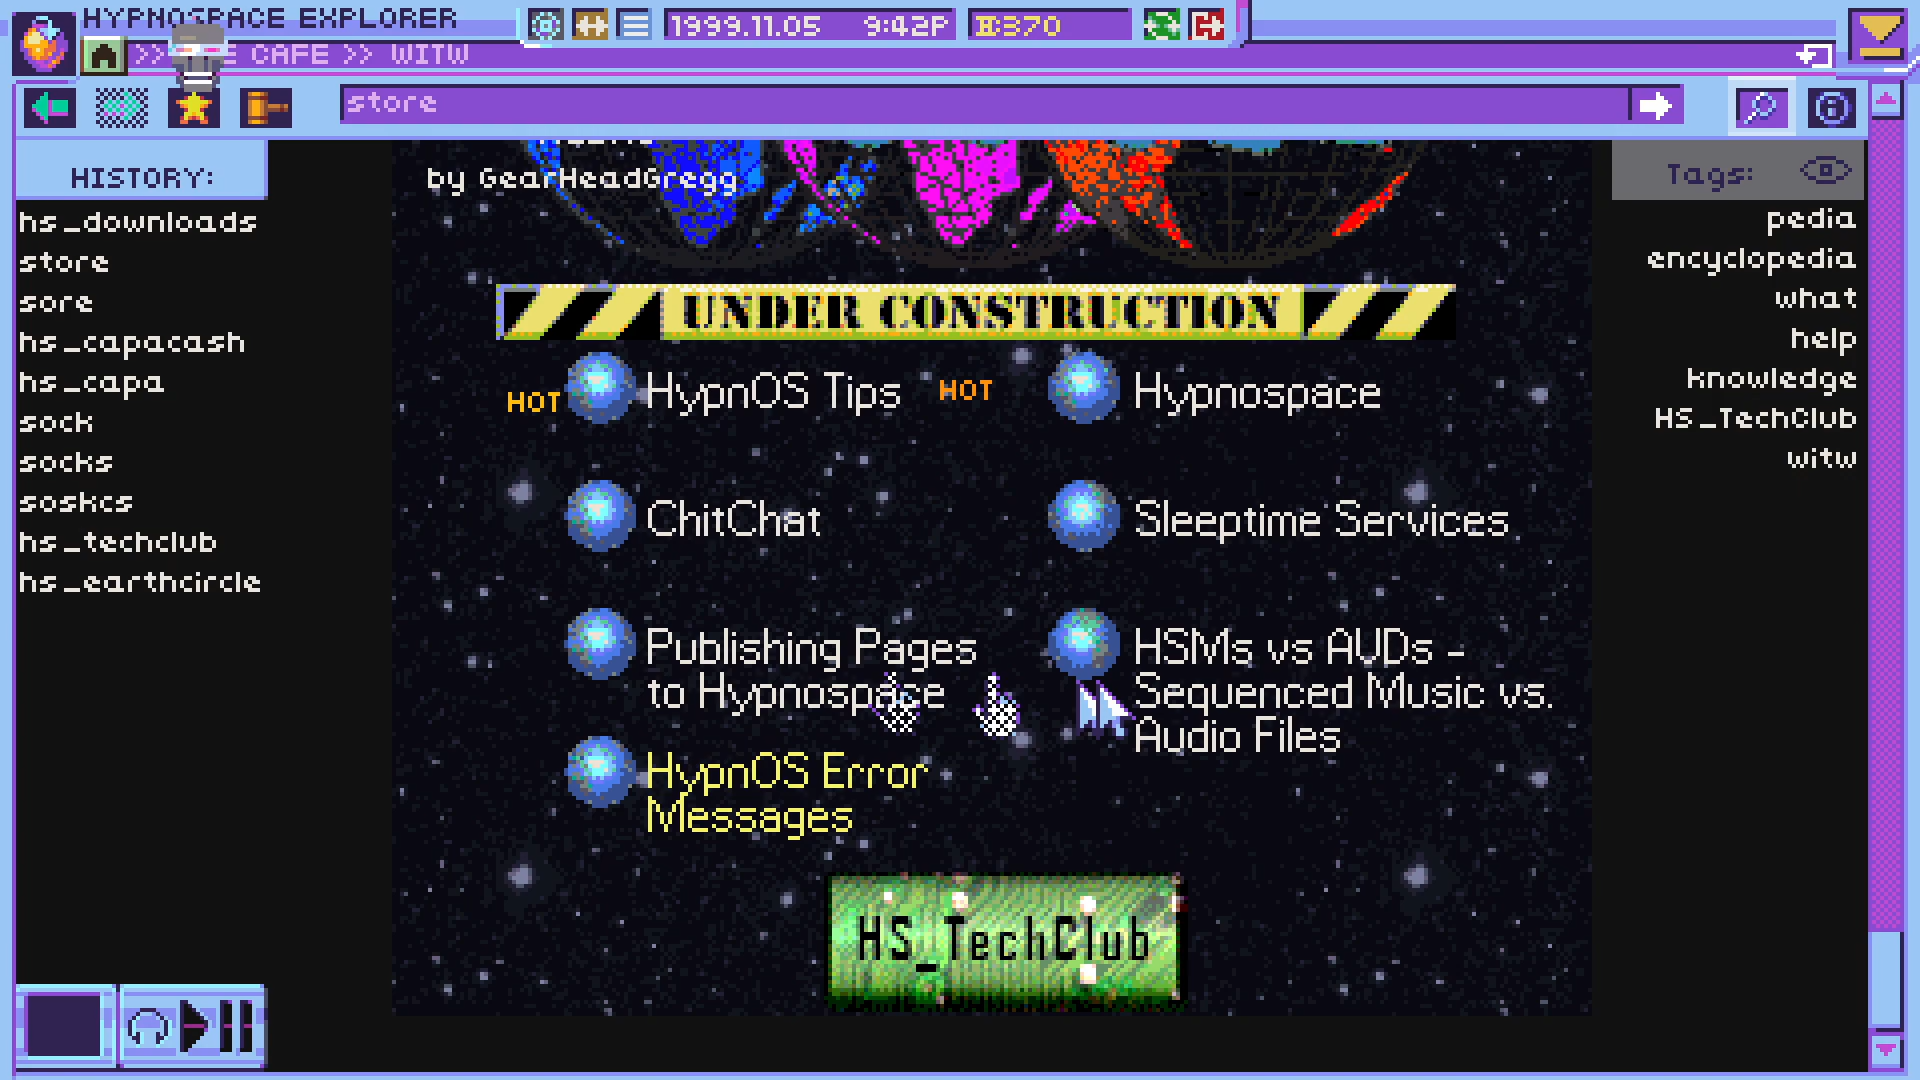 HYPNOSPACE EXPLORER
1999.11.05 9:42P
370
>> CAFE >> WITW
store
HISTORY:
hs_downloads
store
sore
hs_capacash
hs_capa
sock
socks
soskcs
hs_techclub
hs_earthcircle
by GearHeadGregg
UNDER CONSTRUCTION
HOT
HypnOS Tips
HOT
Hypnospace
ChitChat
Sleeptime Services
Publishing Pages
to Hypnospace
HSMs vs AUDs -
Sequenced Music vs.
Audio Files
HypnOS Error
Messages
HS_TechClub
Tags:
pedia
encyclopedia
what
help
knowledge
HS_TechClub
witw